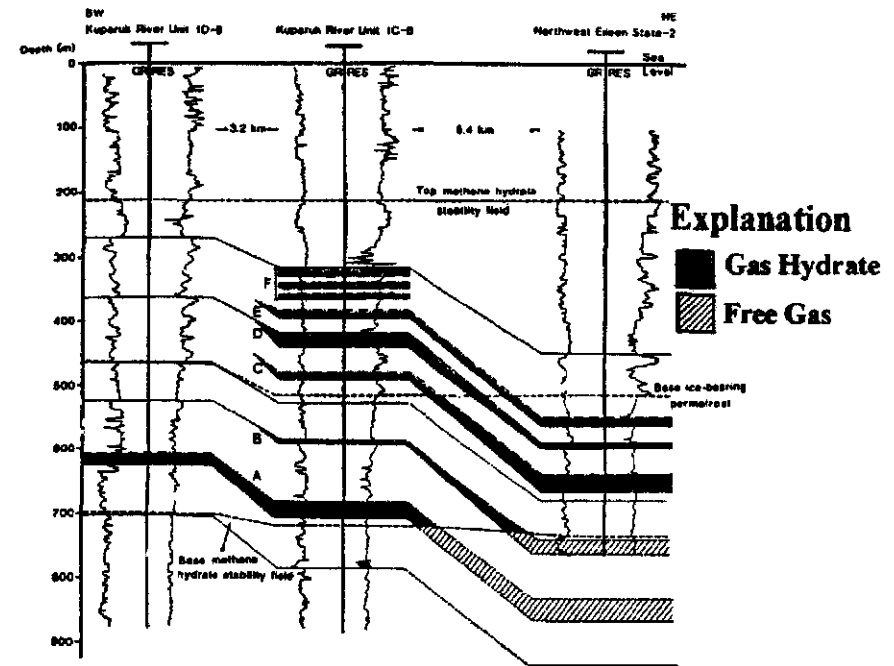 BW
NE
Kuparuk River Unit 1D-8
Kuparuk River Unit 1C-8
Northwest Eileen State-2
Depth (m)
Sea
Level
GR RES
GR RES
GR RES
0
100
200
300
400
500
600
700
800
900
3.2 km
8.4 km
Top methane hydrate
stability field
Explanation
Gas Hydrate
Free Gas
F
E
D
C
B
A
Base ice-bearing
permafrost
Base methane
hydrate stability field